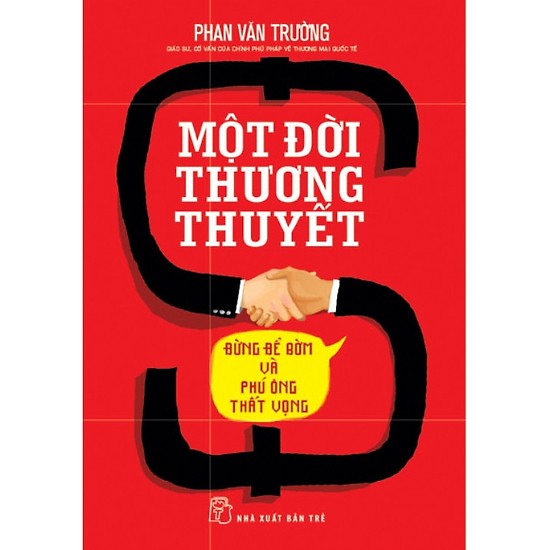 PHAN VĂN TRƯỜNG
GIÁO SƯ, CỐ VẤN CỦA CHÍNH PHỦ PHÁP VỀ THƯƠNG MẠI QUỐC TẾ
MỘT ĐỜI
THƯƠNG
THUYẾT
ĐỪNG ĐỂ BỜM
VÀ
PHÚ ÔNG
THẤT VỌNG
NHÀ XUẤT BẢN TRẺ